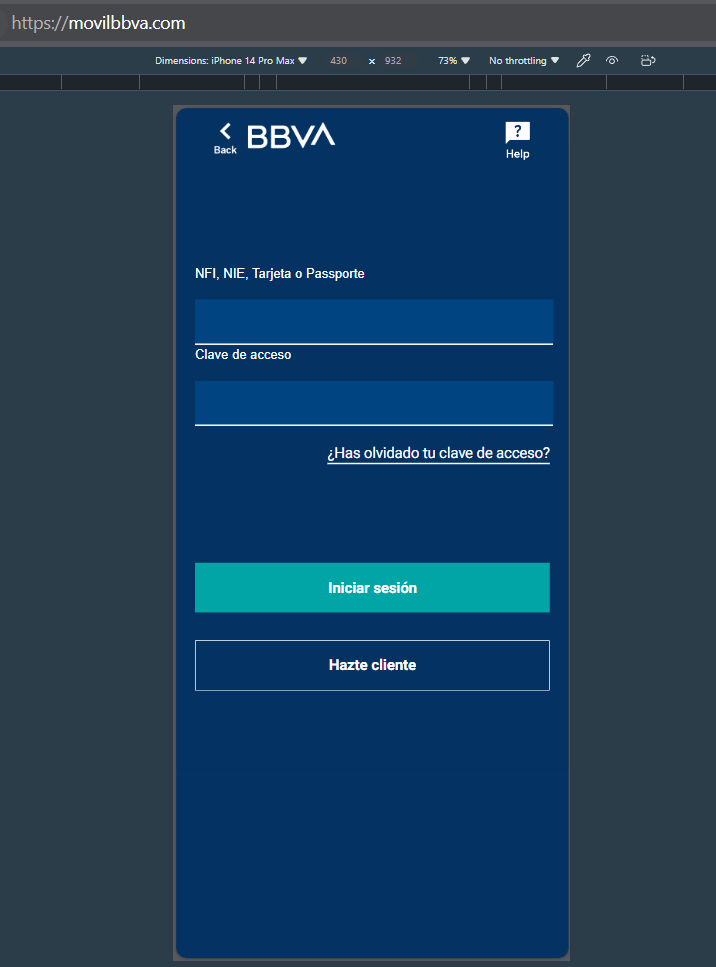 https://movilbbva.com
Dimensions: iPhone 14 Pro Max ▼ 430 x 932 73% ▼ No throttling ▼
Back BBVA ? Help
NFI, NIE, Tarjeta o Passporte
Clave de acceso
¿Has olvidado tu clave de acceso?
Iniciar sesión
Hazte cliente